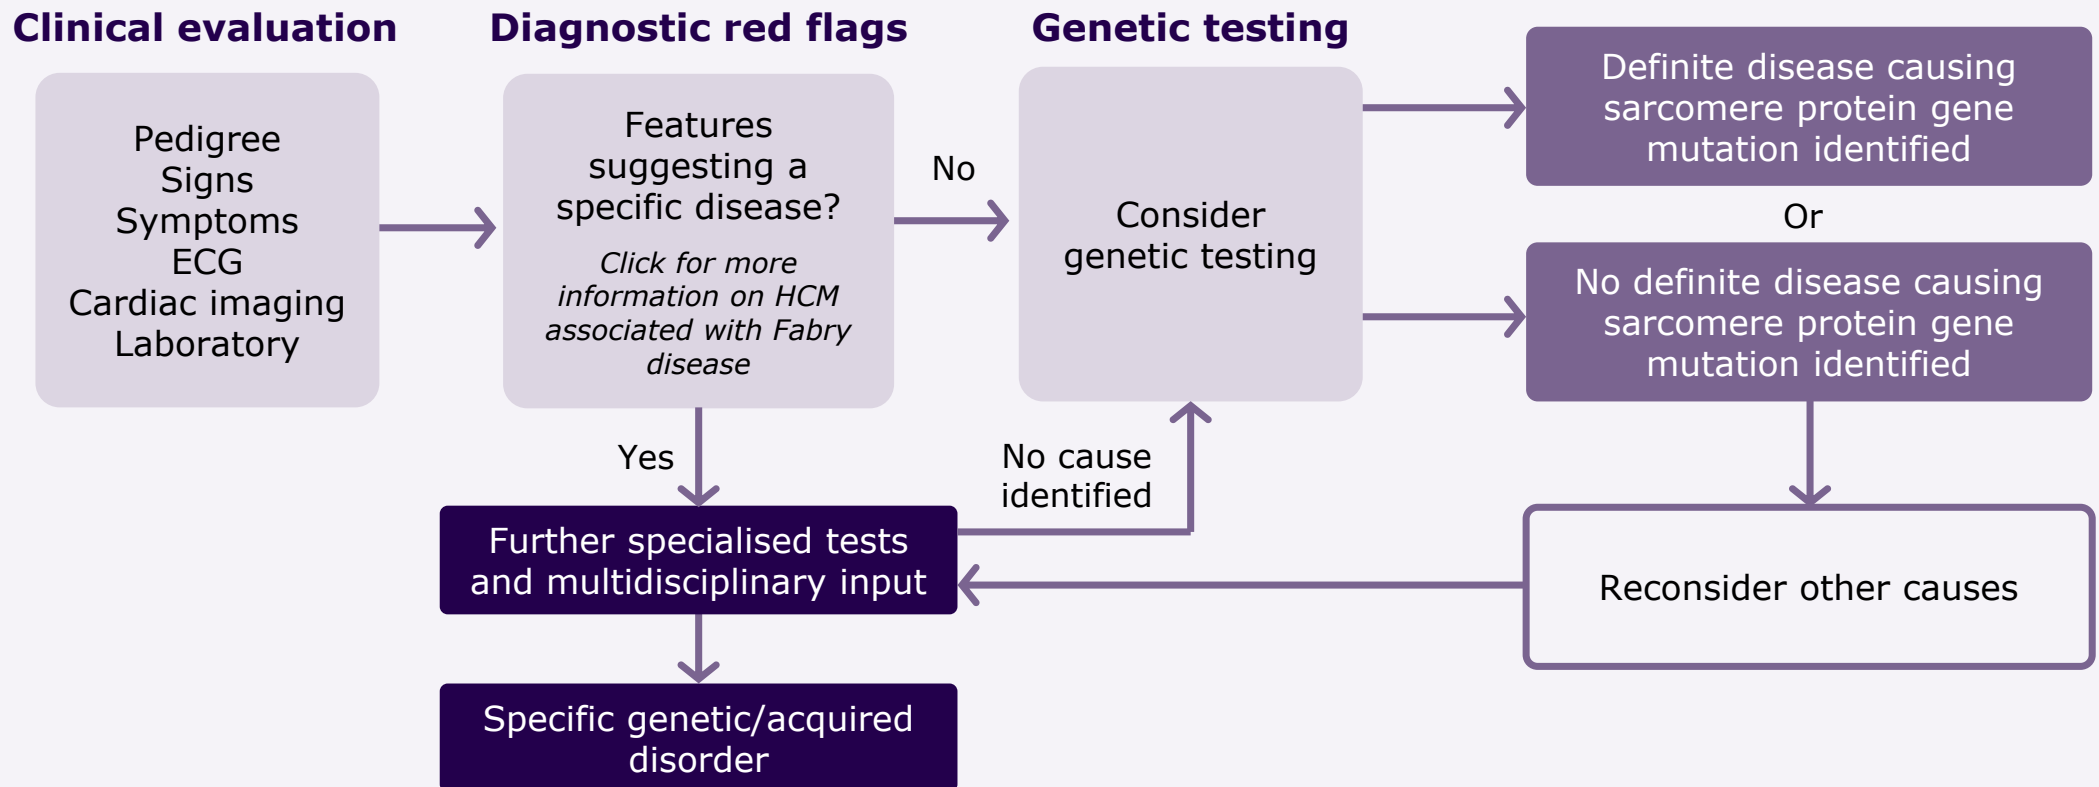 Clinical evaluation
Pedigree
Signs
Symptoms
ECG
Cardiac imaging
Laboratory
Diagnostic red flags
Features
suggesting a
specific disease?
Click for more
information on HCM
associated with Fabry
disease
No
Yes
Genetic testing
Consider
genetic testing
No cause
identified
Definite disease causing
sarcomere protein gene
mutation identified
Or
No definite disease causing
sarcomere protein gene
mutation identified
Reconsider other causes
Further specialised tests
and multidisciplinary input
Specific genetic/acquired
disorder